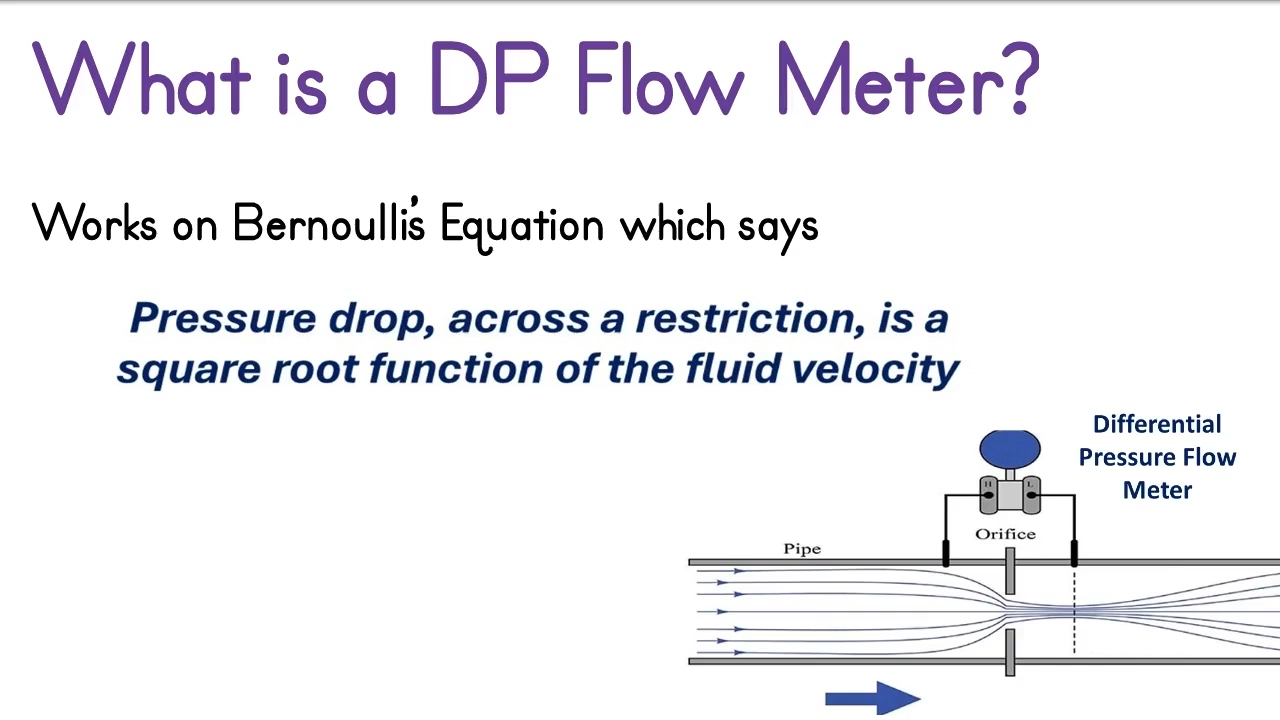 What is a DP Flow Meter?
Works on Bernoulli's Equation which says
Pressure drop, across a restriction, is a
square root function of the fluid velocity
Differential
Pressure Flow
Meter
H L
Orifice
Pipe